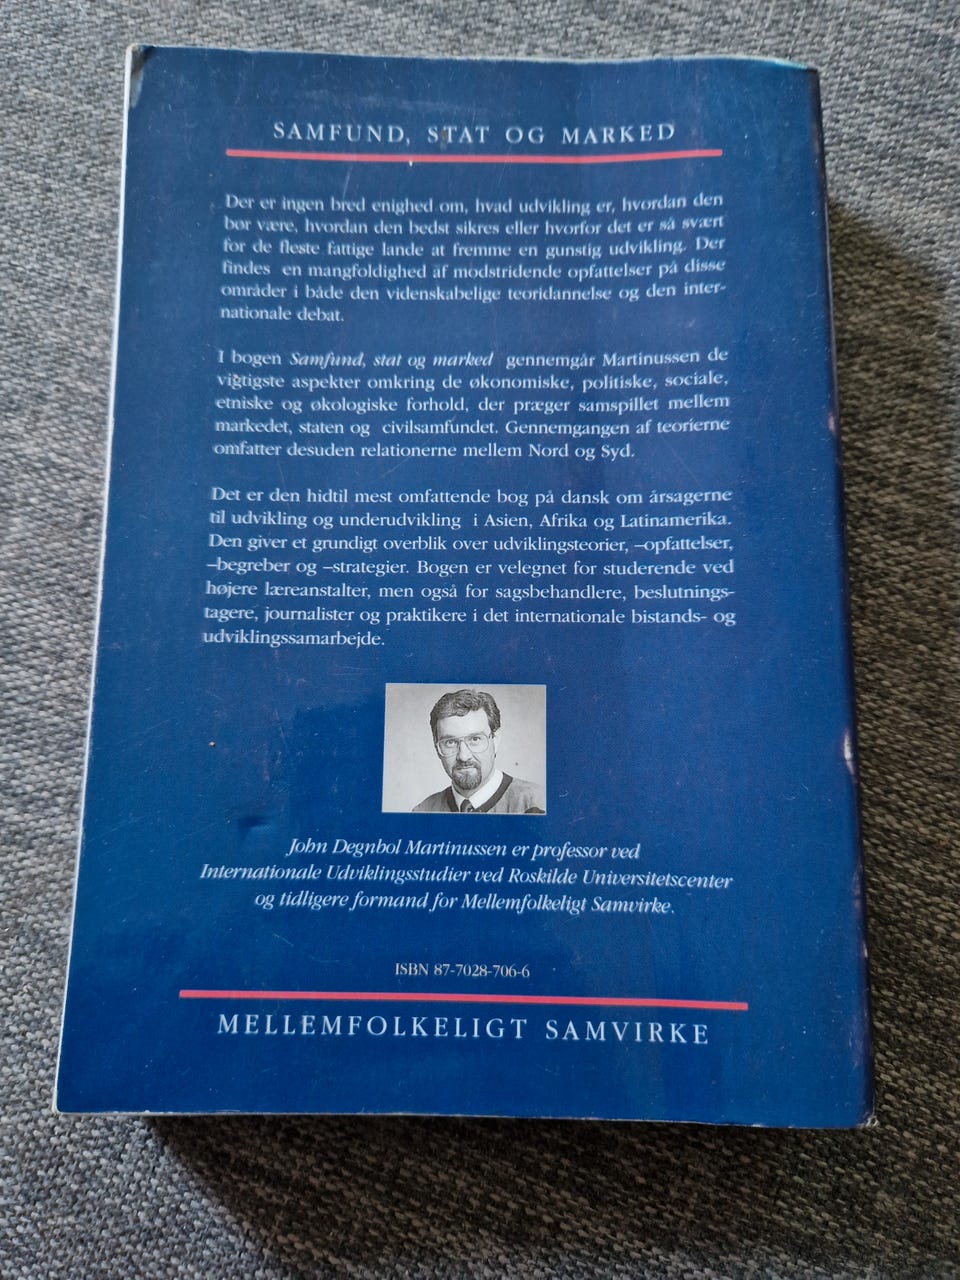 SAMFUND, STAT OG MARKED
Der er ingen bred enighed om, hvad udvikling er, hvordan den
bør være, hvordan den bedst sikres eller hvorfor det er så svært
for de fleste fattige lande at fremme en gunstig udvikling. Der
findes en mangfoldighed af modstridende opfattelser på disse
områder i både den videnskabelige teoridannelse og den inter-
nationale debat.
I bogen Samfund, stat og marked gennemgår Martinussen de
vigtigste aspekter omkring de økonomiske, politiske, sociale,
etniske og økologiske forhold, der præger samspillet mellem
markedet, staten og civilsamfundet. Gennemgangen af teorierne
omfatter desuden relationerne mellem Nord og Syd.
Det er den hidtil mest omfattende bog på dansk om årsagerne
til udvikling og underudvikling i Asien, Afrika og Latinamerika.
Den giver et grundigt overblik over udviklingsteorier, –opfattelser,
–begreber og –strategier. Bogen er velegnet for studerende ved
højere læreanstalter, men også for sagsbehandlere, beslutnings-
tagere, journalister og praktikere i det internationale bistands- og
udviklingssamarbejde.
John Degnbol Martinussen er professor ved
Internationale Udviklingsstudier ved Roskilde Universitetscenter
og tidligere formand for Mellemfolkeligt Samvirke.
ISBN 87-7028-706-6
MELLEMFOLKELIGT SAMVIRKE